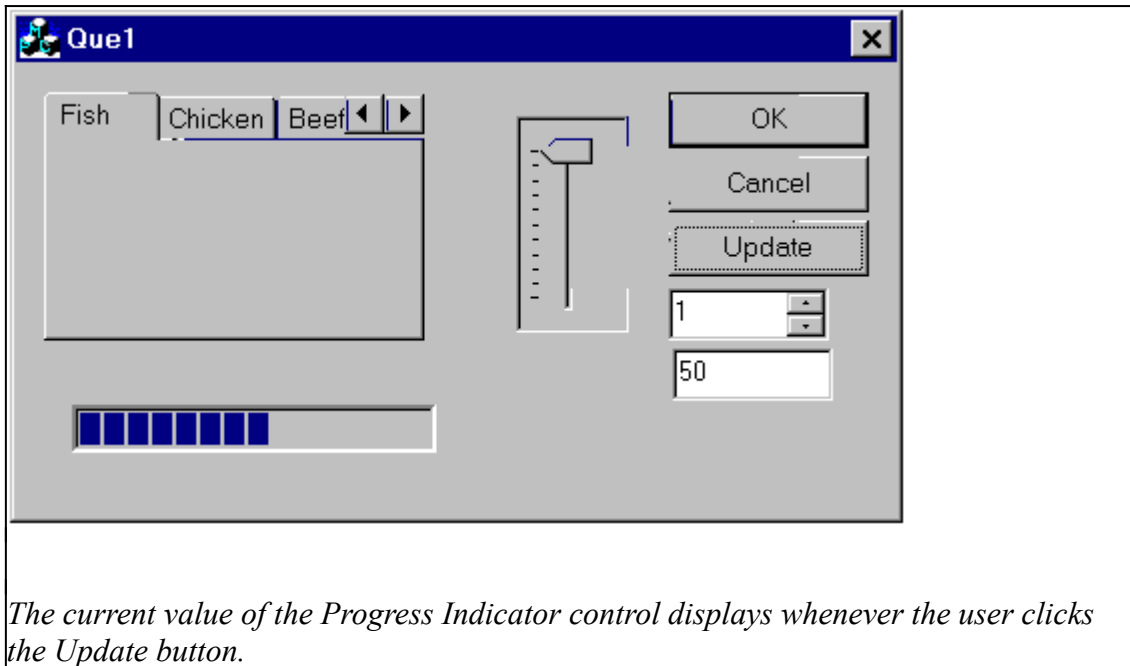 Que1
Fish Chicken Beef
OK
Cancel
Update
1
50
The current value of the Progress Indicator control displays whenever the user clicks
the Update button.